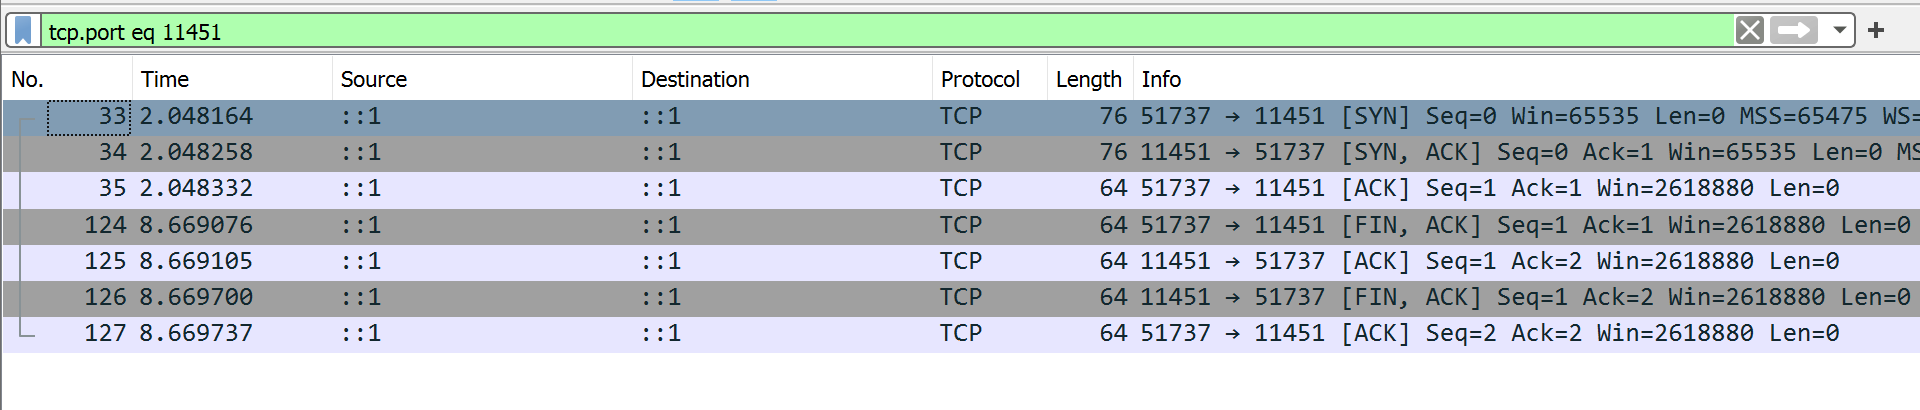 tcp.port eq 11451
No. Time Source Destination Protocol Length Info
33 2.048164 ::1 ::1 TCP 76 51737 → 11451 [SYN] Seq=0 Win=65535 Len=0 MSS=65475 WS=
34 2.048258 ::1 ::1 TCP 76 11451 → 51737 [SYN, ACK] Seq=0 Ack=1 Win=65535 Len=0 MS
35 2.048332 ::1 ::1 TCP 64 51737 → 11451 [ACK] Seq=1 Ack=1 Win=2618880 Len=0
124 8.669076 ::1 ::1 TCP 64 51737 → 11451 [FIN, ACK] Seq=1 Ack=1 Win=2618880 Len=0
125 8.669105 ::1 ::1 TCP 64 11451 → 51737 [ACK] Seq=1 Ack=2 Win=2618880 Len=0
126 8.669700 ::1 ::1 TCP 64 11451 → 51737 [FIN, ACK] Seq=1 Ack=2 Win=2618880 Len=0
127 8.669737 ::1 ::1 TCP 64 51737 → 11451 [ACK] Seq=2 Ack=2 Win=2618880 Len=0